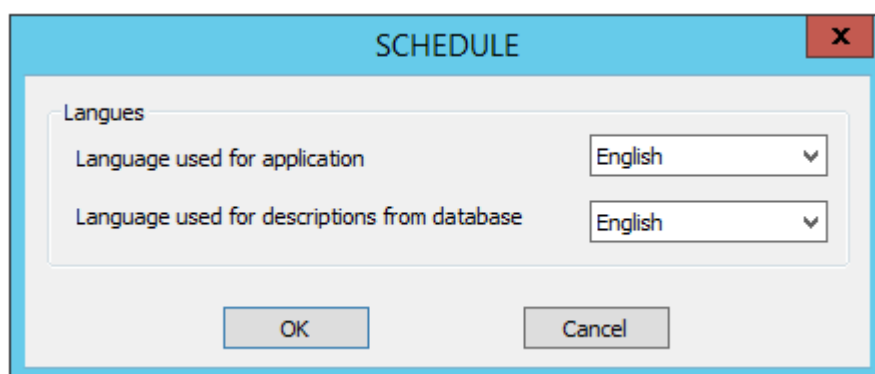 SCHEDULE
x
Langues
Language used for application English
Language used for descriptions from database English
OK Cancel